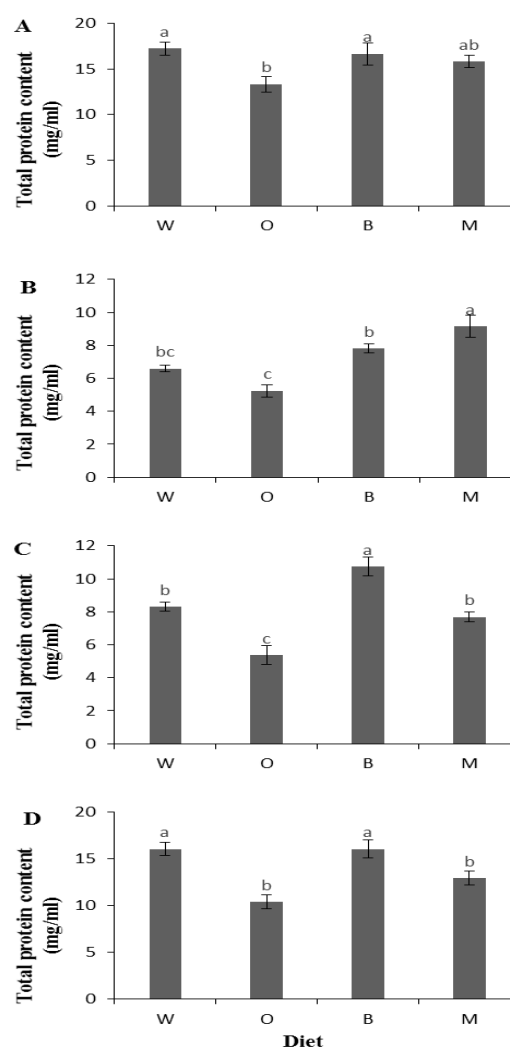 A
Total protein content
(mg/ml)
20
15
10
5
0
a
b
a
ab
W O B M
B
Total protein content
(mg/ml)
12
10
8
6
4
2
0
bc
c
b
a
W O B M
C
Total protein content
(mg/ml)
12
10
8
6
4
2
0
b
c
a
b
W O B M
D
Total protein content
(mg/ml)
20
15
10
5
0
a
b
a
b
W O B M
Diet